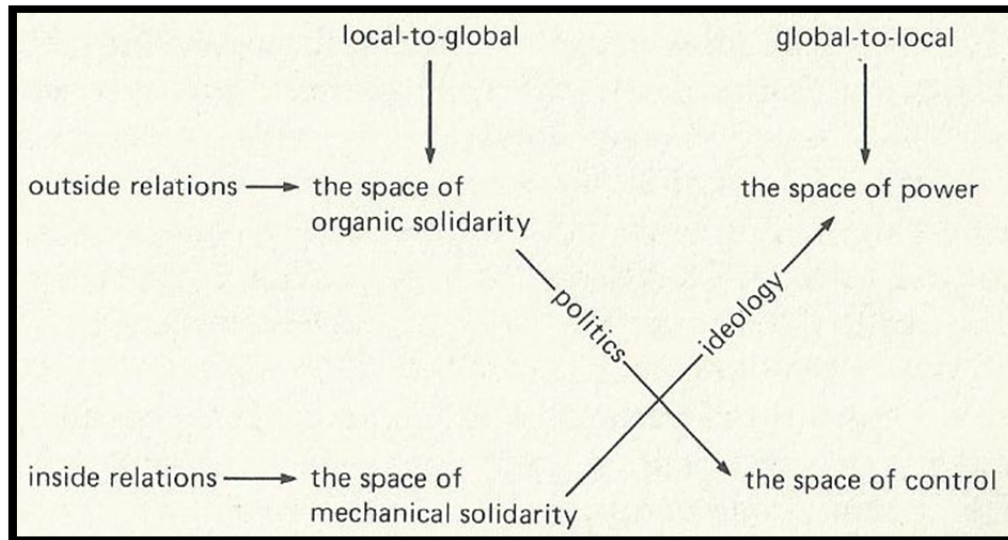 local-to-global
global-to-local
outside relations
the space of
organic solidarity
the space of power
politics
ideology
inside relations
the space of
mechanical solidarity
the space of control